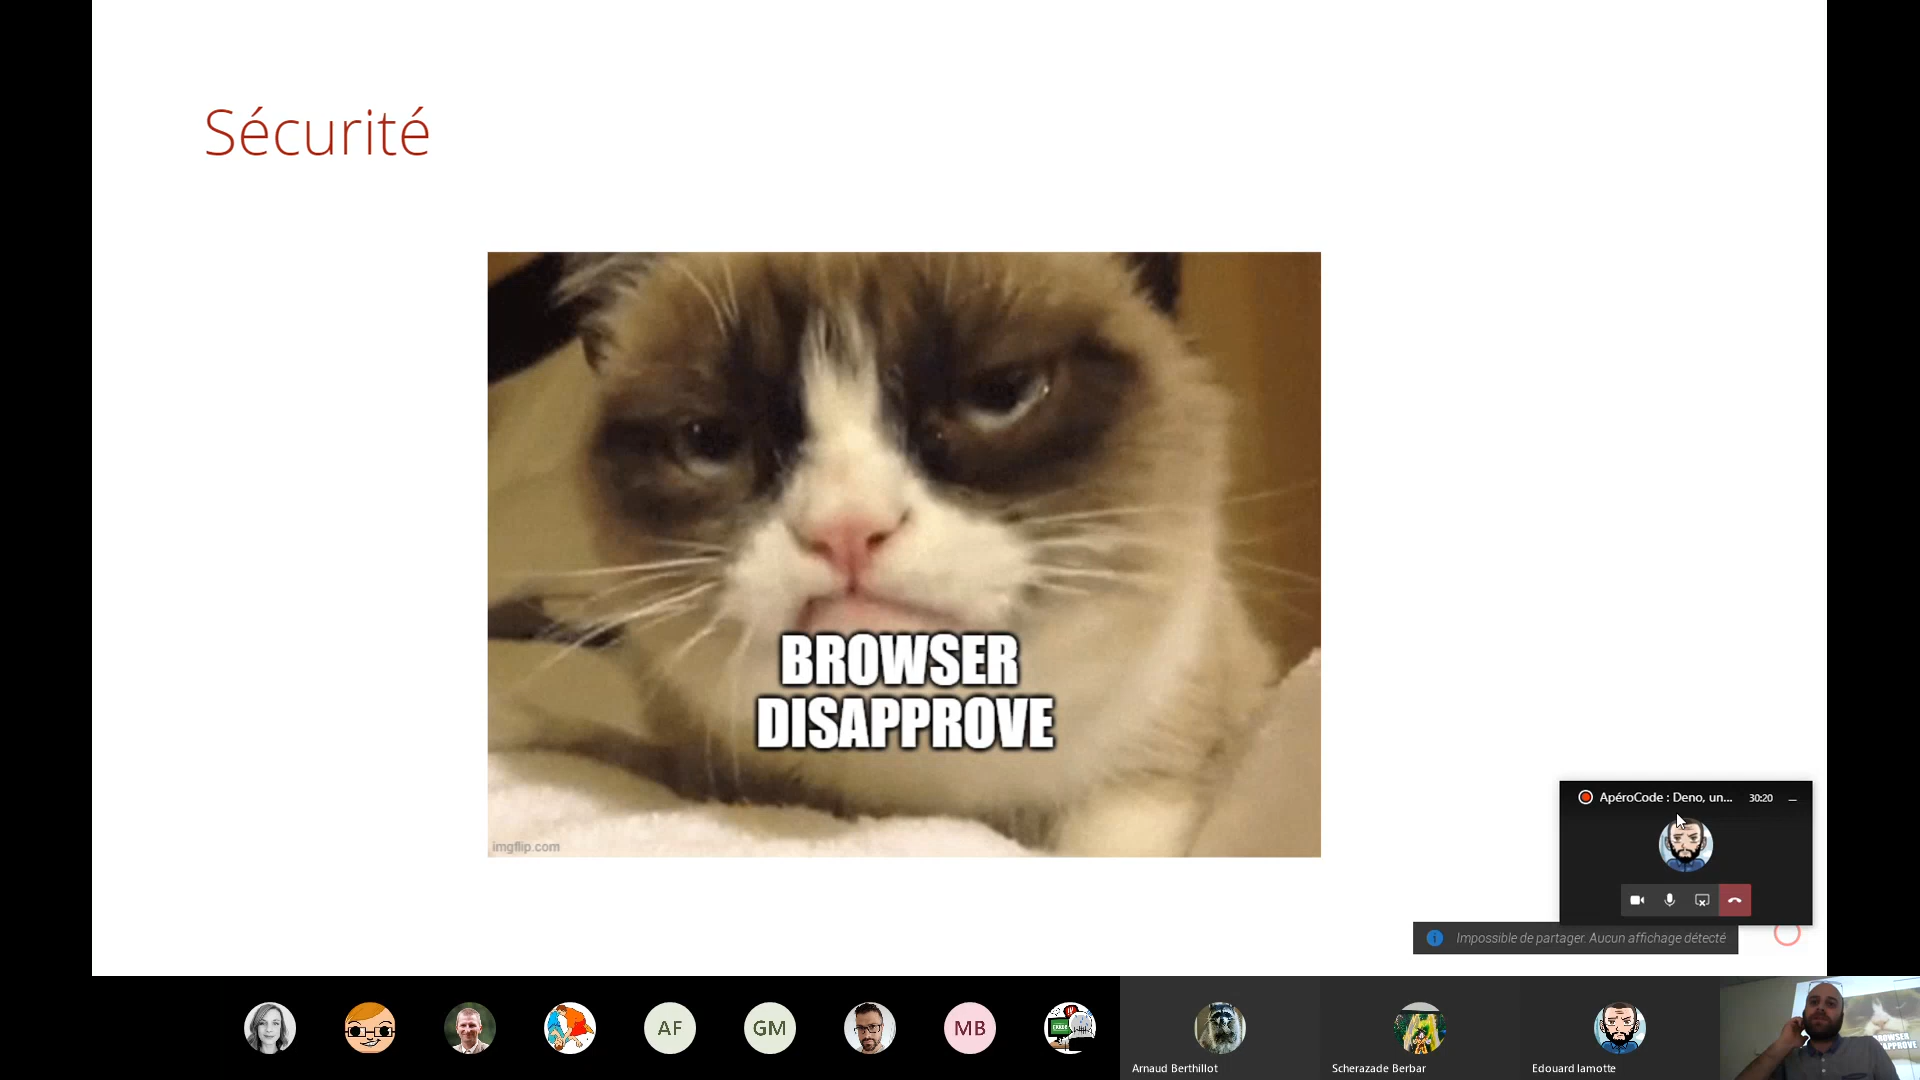 Sécurité
BROWSER
DISAPPROVE
imgflip.com
ApéroCode : Deno, un...
30:20
Impossible de partager. Aucun affichage détecté
AF
GM
MB
Arnaud Berthillot
Scherazade Berbar
Edouard lamotte